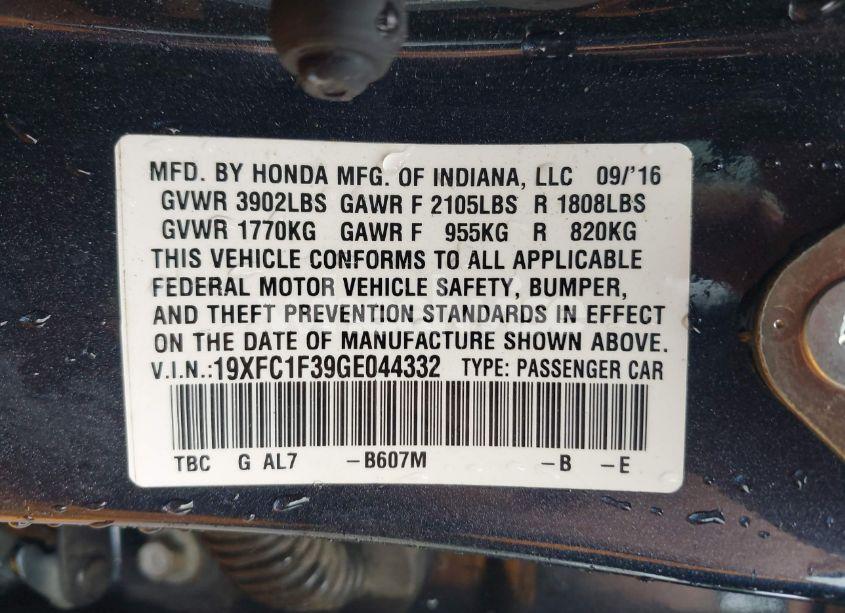 MFD. BY HONDA MFG. OF INDIANA, LLC 09/'16
GVWR 3902LBS GAWR F 2105LBS R 1808LBS
GVWR 1770KG GAWR F 955KG R 820KG
THIS VEHICLE CONFORMS TO ALL APPLICABLE
FEDERAL MOTOR VEHICLE SAFETY, BUMPER,
AND THEFT PREVENTION STANDARDS IN EFFECT
ON THE DATE OF MANUFACTURE SHOWN ABOVE.
V.I.N.:19XFC1F39GE044332 TYPE: PASSENGER CAR
TBC G AL7 -B607M -B -E